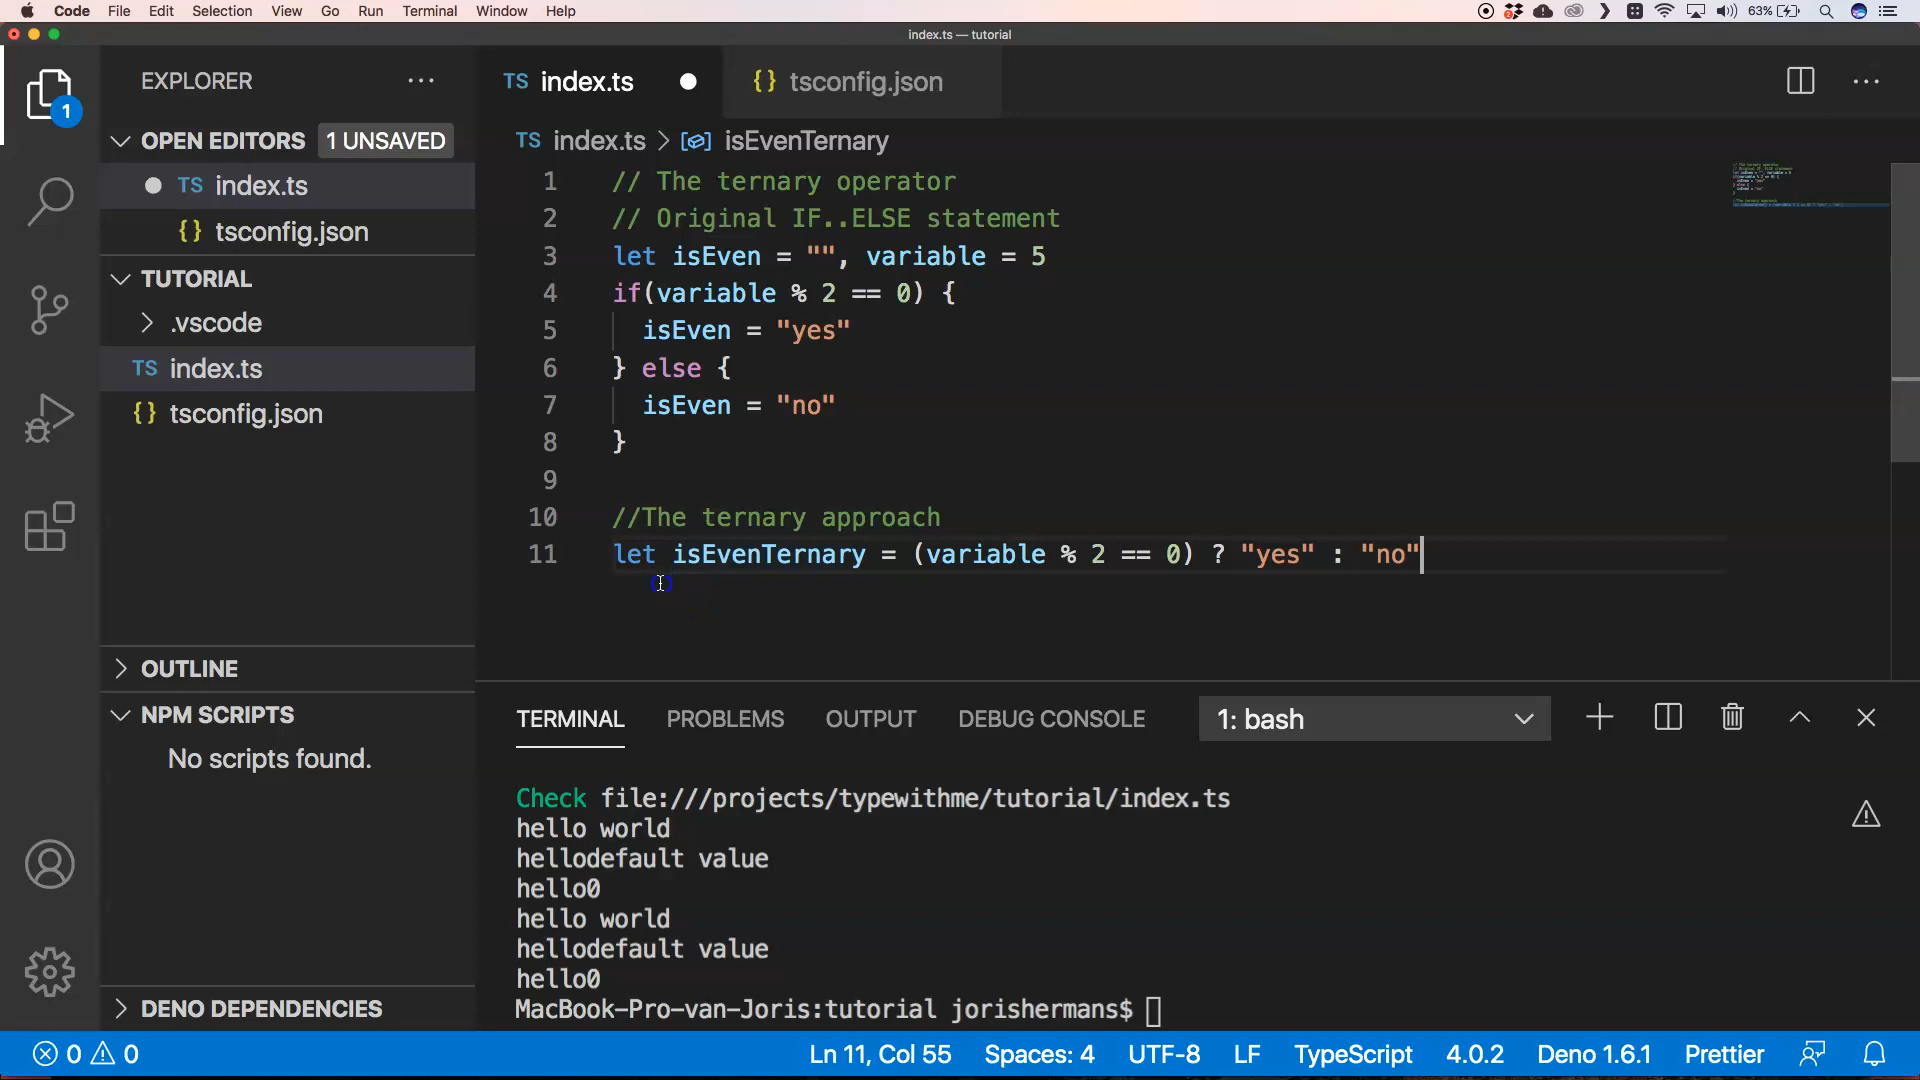 Code File Edit Selection View Go Run Terminal Window Help
2 63%
index.ts — tutorial
EXPLORER ···
TS index.ts
{} tsconfig.json
···
1
OPEN EDITORS 1 UNSAVED
TS index.ts
{} tsconfig.json
TUTORIAL
.vscode
TS index.ts
{} tsconfig.json
OUTLINE
NPM SCRIPTS
No scripts found.
DENO DEPENDENCIES
TS index.ts > isEvenTernary
1 // The ternary operator
2 // Original IF..ELSE statement
3 let isEven = "", variable = 5
4 if(variable % 2 == 0) {
5 isEven = "yes"
6 } else {
7 isEven = "no"
8 }
9
10 //The ternary approach
11 let isEvenTernary = (variable % 2 == 0) ? "yes" : "no"
TERMINAL PROBLEMS OUTPUT DEBUG CONSOLE 1: bash
Check file:///projects/typewithme/tutorial/index.ts
hello world
hellodefault value
hello0
hello world
hellodefault value
hello0
MacBook-Pro-van-Joris:tutorial jorishermans$
0 0 Ln 11, Col 55 Spaces: 4 UTF-8 LF TypeScript 4.0.2 Deno 1.6.1 Prettier